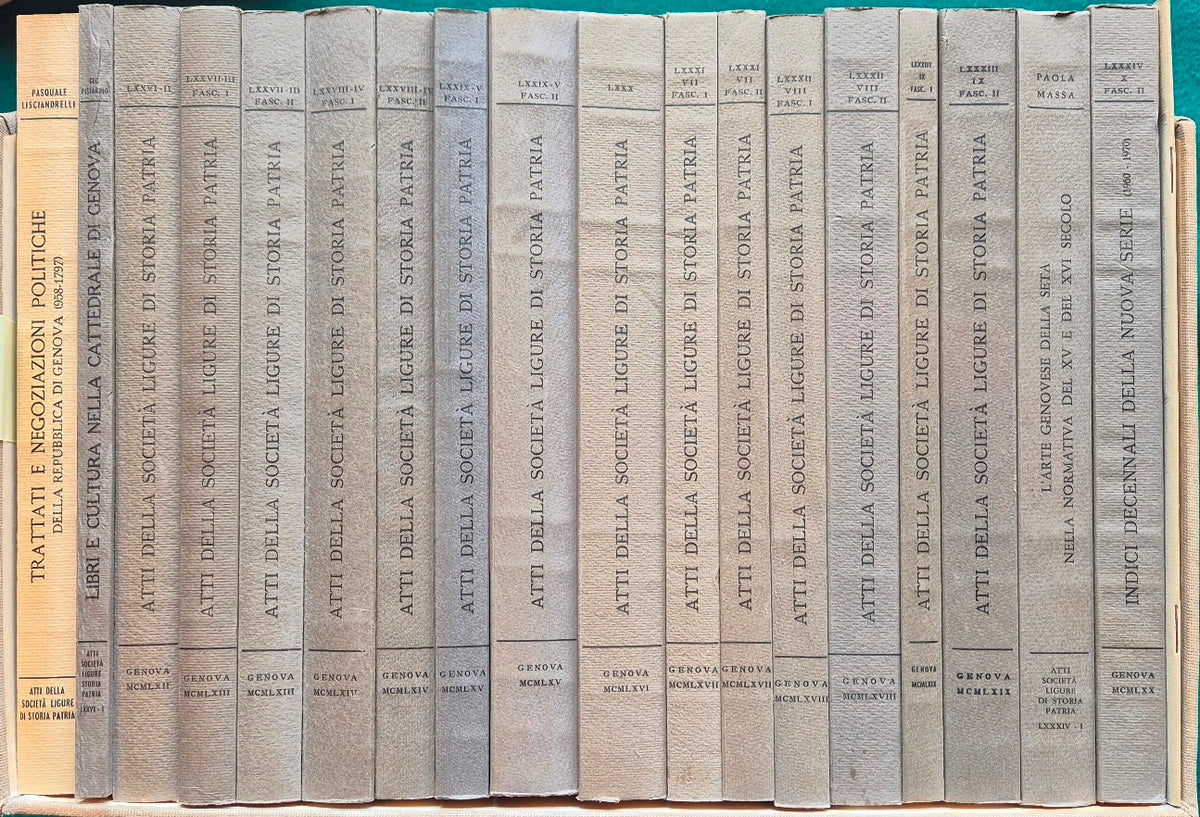 PASQUALE
LISCIANDRELLI
TRATTATI E NEGOZIAZIONI POLITICHE
DELLA REPUBBLICA DI GENOVA (958-1797)
ATTI DELLA
SOCIETÀ LIGURE
DI STORIA PATRIA
LIBRI E CULTURA NELLA CATTEDRALE DI GENOVA
ATTI
SOCIETÀ
LIGURE
STORIA
PATRIA
LXXVI - I
LXXVI-II
ATTI DELLA SOCIETÀ LIGURE DI STORIA PATRIA
GENOVA
MCMLXII
LXXVII-III
FASC. I
ATTI DELLA SOCIETÀ LIGURE DI STORIA PATRIA
GENOVA
MCMLXIII
LXXVII-III
FASC. II
ATTI DELLA SOCIETÀ LIGURE DI STORIA PATRIA
GENOVA
MCMLXIII
LXXVIII-IV
FASC. I
ATTI DELLA SOCIETÀ LIGURE DI STORIA PATRIA
GENOVA
MCMLXIV
LXXVIII-IV
FASC. II
ATTI DELLA SOCIETÀ LIGURE DI STORIA PATRIA
GENOVA
MCMLXIV
LXXIX-V
FASC. I
ATTI DELLA SOCIETÀ LIGURE DI STORIA PATRIA
GENOVA
MCMLXV
LXXIX-V
FASC. II
ATTI DELLA SOCIETÀ LIGURE DI STORIA PATRIA
GENOVA
MCMLXV
LXXX
ATTI DELLA SOCIETÀ LIGURE DI STORIA PATRIA
GENOVA
MCMLXVI
LXXXI
VII
FASC. I
ATTI DELLA SOCIETÀ LIGURE DI STORIA PATRIA
GENOVA
MCMLXVII
LXXXI
VII
FASC. II
ATTI DELLA SOCIETÀ LIGURE DI STORIA PATRIA
GENOVA
MCMLXVII
LXXXII
VIII
FASC. I
ATTI DELLA SOCIETÀ LIGURE DI STORIA PATRIA
GENOVA
MCMLXVIII
LXXXII
VIII
FASC. II
ATTI DELLA SOCIETÀ LIGURE DI STORIA PATRIA
GENOVA
MCMLXVIII
LXXXIII
IX
FASC. I
ATTI DELLA SOCIETÀ LIGURE DI STORIA PATRIA
GENOVA
MCMLXIX
LXXXIII
IX
FASC. II
ATTI DELLA SOCIETÀ LIGURE DI STORIA PATRIA
GENOVA
MCMLXIX
PAOLA
MASSA
L'ARTE GENOVESE DELLA SETA
NELLA NORMATIVA DEL XV E DEL XVI SECOLO
ATTI
SOCIETÀ
LIGURE
DI STORIA
PATRIA
LXXXIV - I
LXXXIV
X
FASC. II
INDICI DECENNALI DELLA NUOVA SERIE (1960 - 1970)
GENOVA
MCMLXX